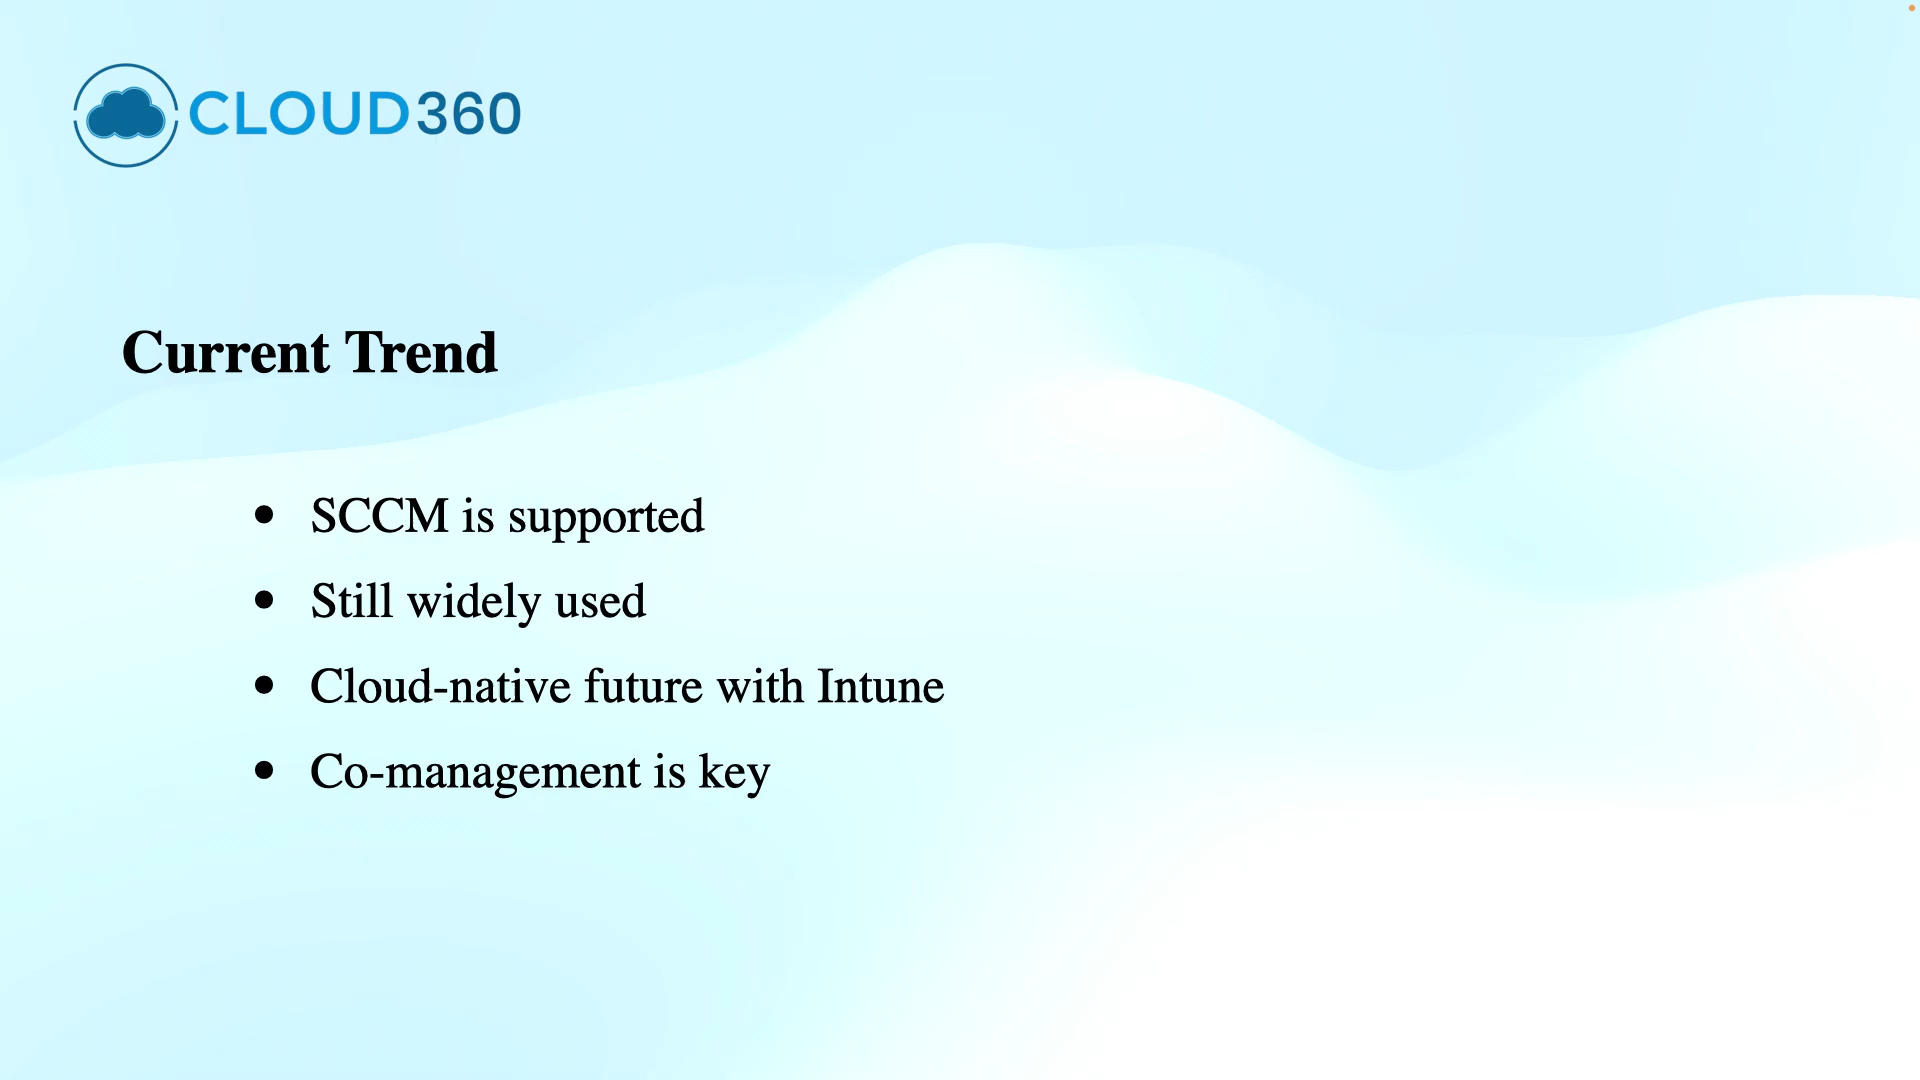 CLOUD360
Current Trend
• SCCM is supported
• Still widely used
• Cloud-native future with Intune
• Co-management is key